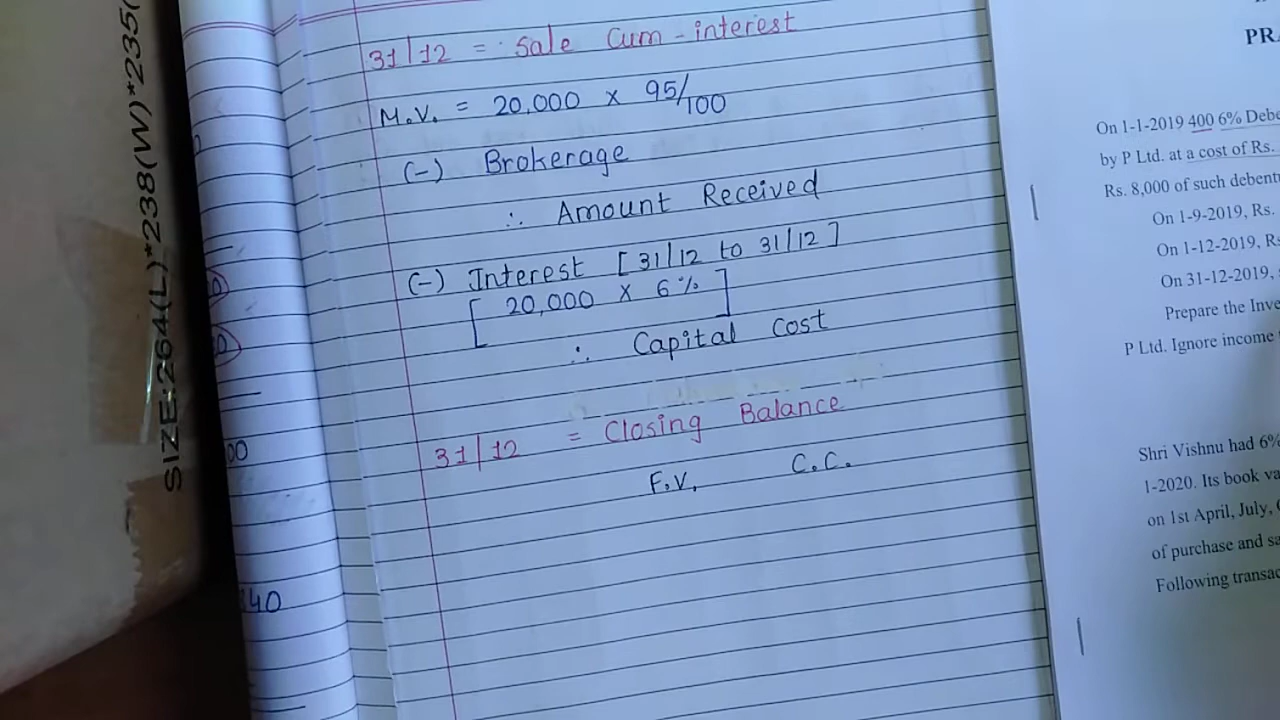 SIZE:264(L)*238(W)*235(
31/12 = Sale Cum-interest
M.V. = 20,000 x 95/100
(-) Brokerage
∴ Amount Received
(-) Interest [31/12 to 31/12]
[20,000 x 6%]
∴ Capital cost
31/12 = Closing Balance
F.V. C.C.
00
40
PR
On 1-1-2019 400 6% Debe
by P Ltd. at a cost of Rs.
Rs. 8,000 of such debent
On 1-9-2019, Rs.
On 1-12-2019, Rs
On 31-12-2019,
Prepare the Inve
P Ltd. Ignore income
Shri Vishnu had 6%
1-2020. Its book va
on 1st April, July,
of purchase and sa
Following transac